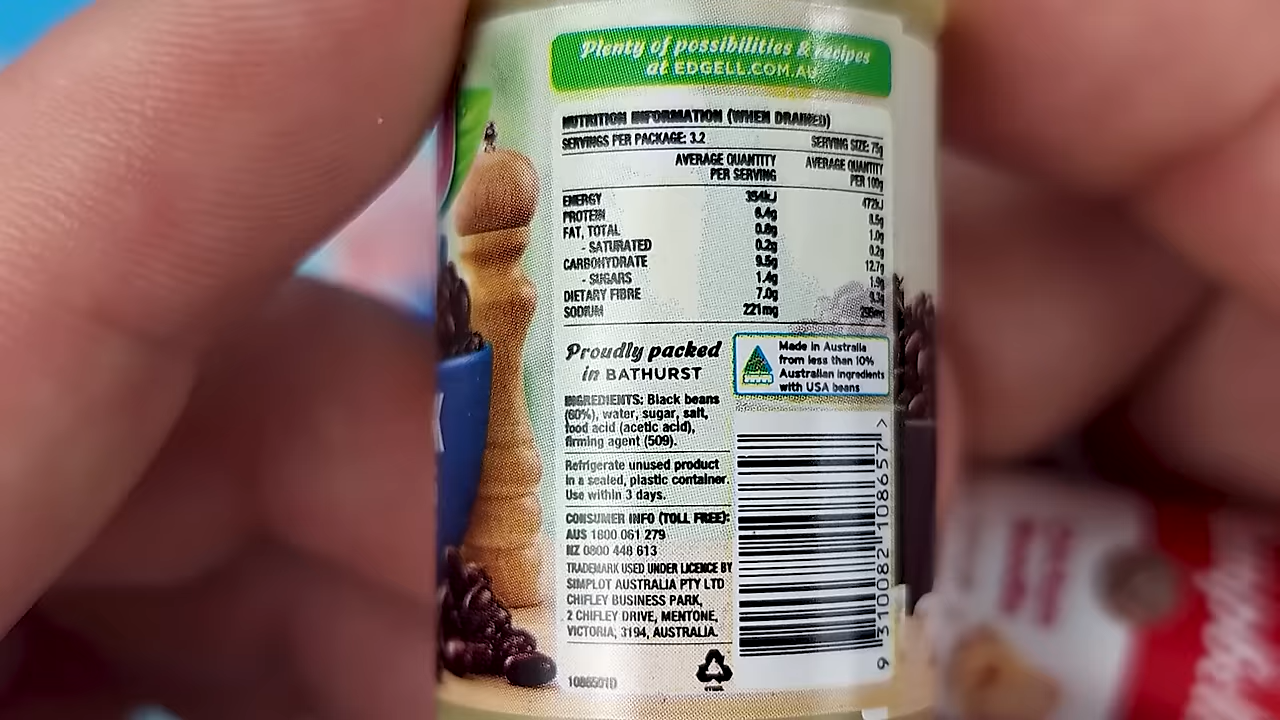 Plenty of possibilities & recipes
at EDGELL.COM.AU
NUTRITION INFORMATION (WHEN DRAINED)
SERVINGS PER PACKAGE: 3.2 SERVING SIZE: 75g
AVERAGE QUANTITY PER SERVING AVERAGE QUANTITY PER 100g
ENERGY 354kJ 472kJ
PROTEIN 6.4g 8.5g
FAT, TOTAL 0.8g 1.0g
- SATURATED 0.2g 0.2g
CARBOHYDRATE 9.5g 12.7g
- SUGARS 1.4g 1.9g
DIETARY FIBRE 7.0g 9.3g
SODIUM 221mg
Proudly packed
in BATHURST
Made in Australia
from less than 10%
Australian ingredients
with USA beans
INGREDIENTS: Black beans
(60%), water, sugar, salt,
food acid (acetic acid),
firming agent (509).
Refrigerate unused product
in a sealed, plastic container.
Use within 3 days.
CONSUMER INFO (TOLL FREE):
AUS 1800 061 279
NZ 0800 448 613
TRADEMARK USED UNDER LICENCE BY
SIMPLOT AUSTRALIA PTY LTD
CHIFLEY BUSINESS PARK,
2 CHIFLEY DRIVE, MENTONE,
VICTORIA, 3194, AUSTRALIA.
9 310082 108657 >